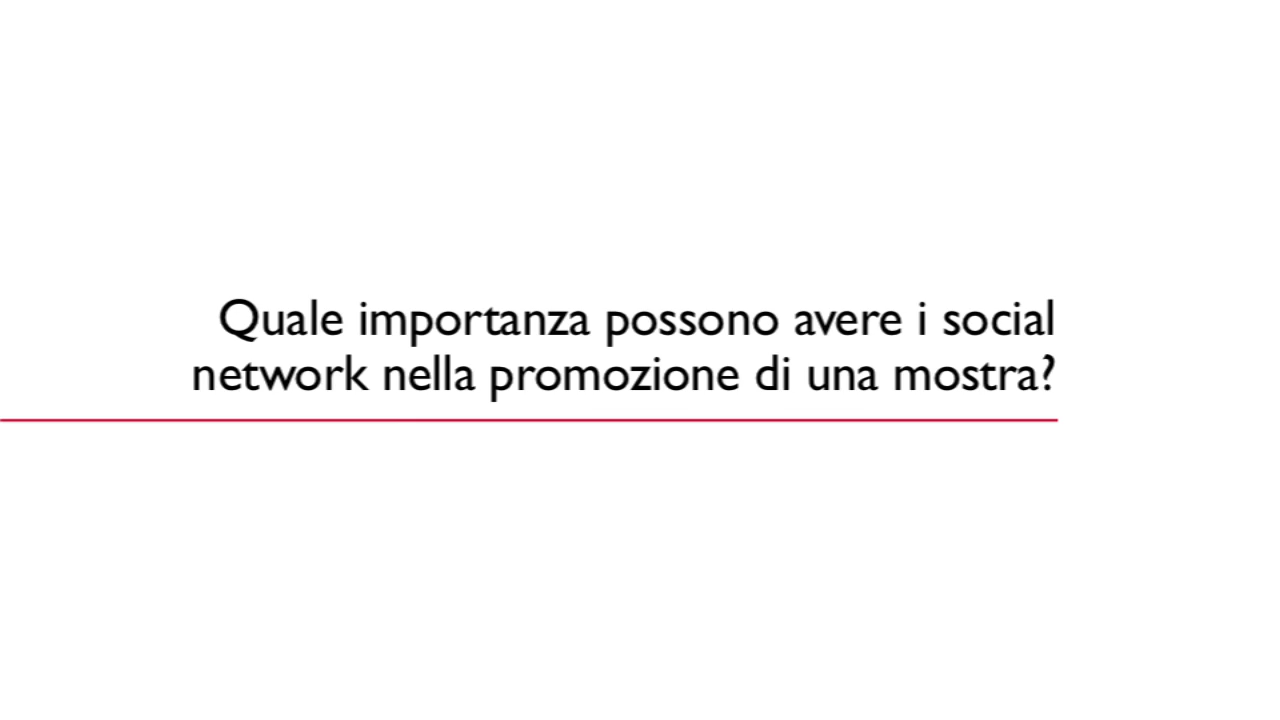 Quale importanza possono avere i social
network nella promozione di una mostra?